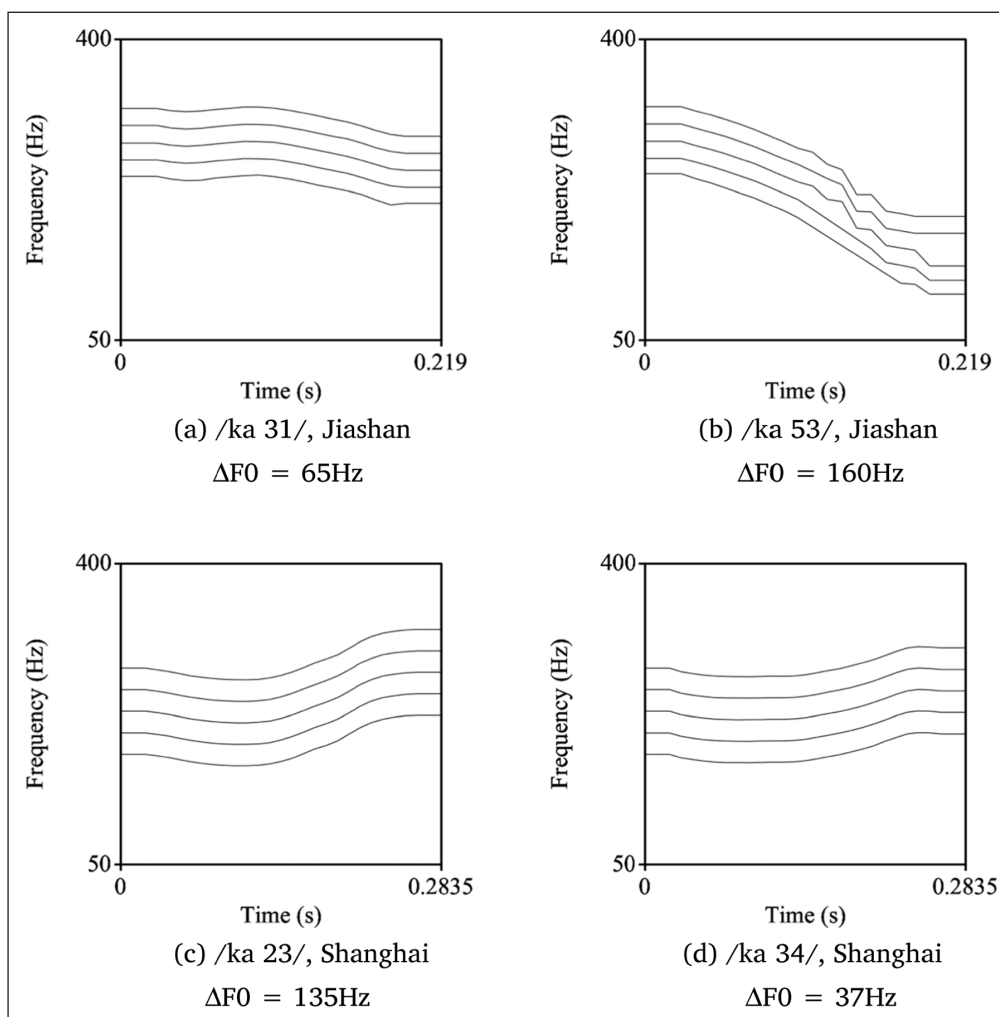 400
Frequency (Hz)
50
0
0.219
Time (s)
(a) /ka 31/, Jiashan
ΔF0 = 65Hz
400
Frequency (Hz)
50
0
0.219
Time (s)
(b) /ka 53/, Jiashan
ΔF0 = 160Hz
400
Frequency (Hz)
50
0
0.2835
Time (s)
(c) /ka 23/, Shanghai
ΔF0 = 135Hz
400
Frequency (Hz)
50
0
0.2835
Time (s)
(d) /ka 34/, Shanghai
ΔF0 = 37Hz